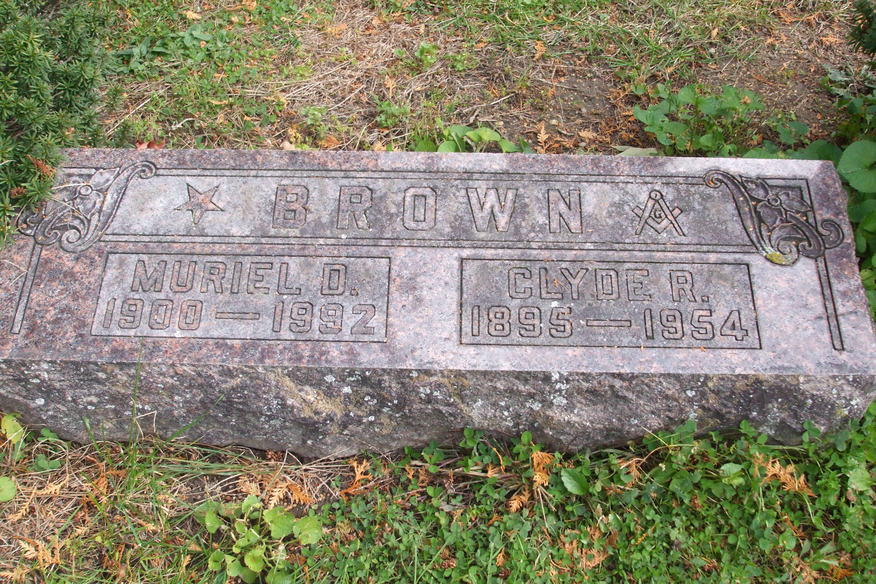 BROWN
MURIEL D.
1900 — 1992
CLYDE R.
1895 — 1954